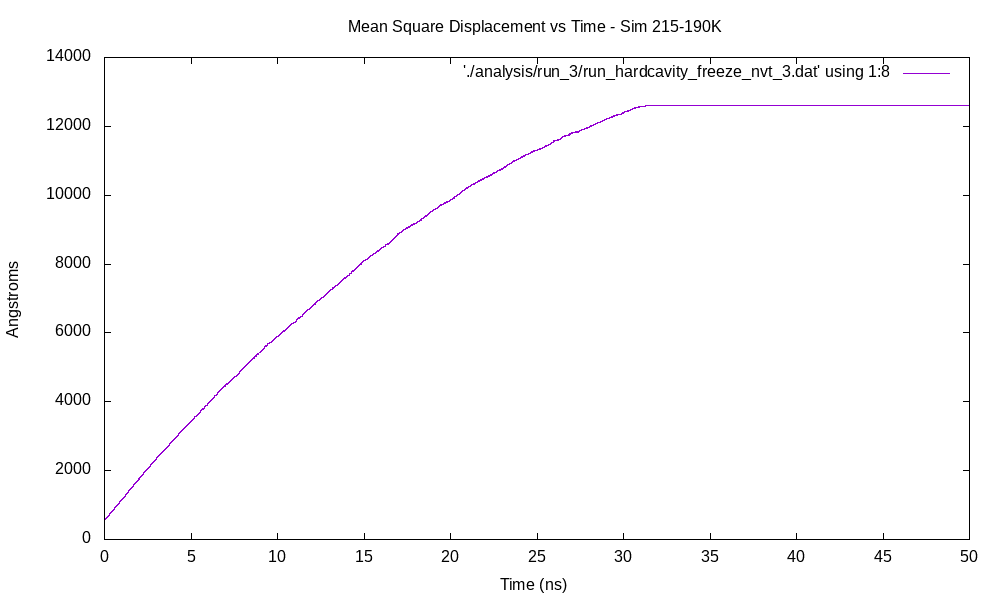 Mean Square Displacement vs Time - Sim 215-190K
'./analysis/run_3/run_hardcavity_freeze_nvt_3.dat' using 1:8
14000
12000
10000
8000
6000
4000
2000
0
Angstroms
0 5 10 15 20 25 30 35 40 45 50
Time (ns)